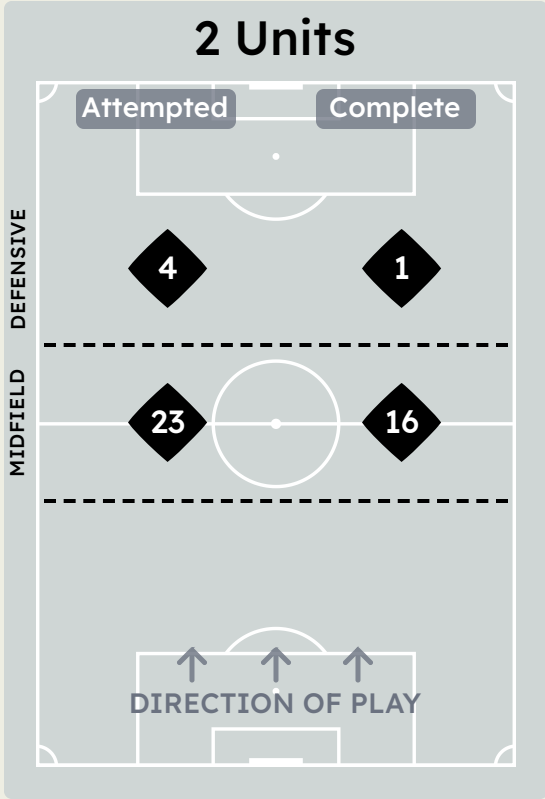 2 Units
Attempted
Complete
DEFENSIVE
4
1
MIDFIELD
23
16
DIRECTION OF PLAY